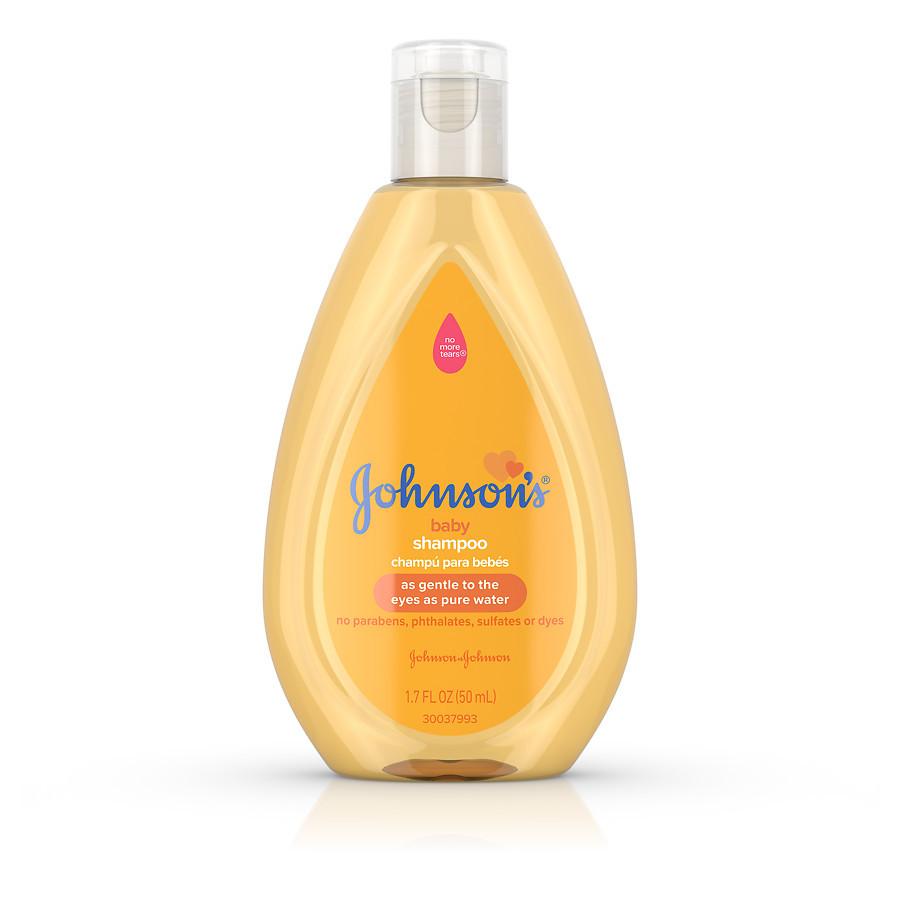 no
more
tears®
Johnson's®
baby
shampoo
champú para bebés
as gentle to the
eyes as pure water
no parabens, phthalates, sulfates or dyes
Johnson & Johnson
1.7 FL OZ (50 mL)
30037993